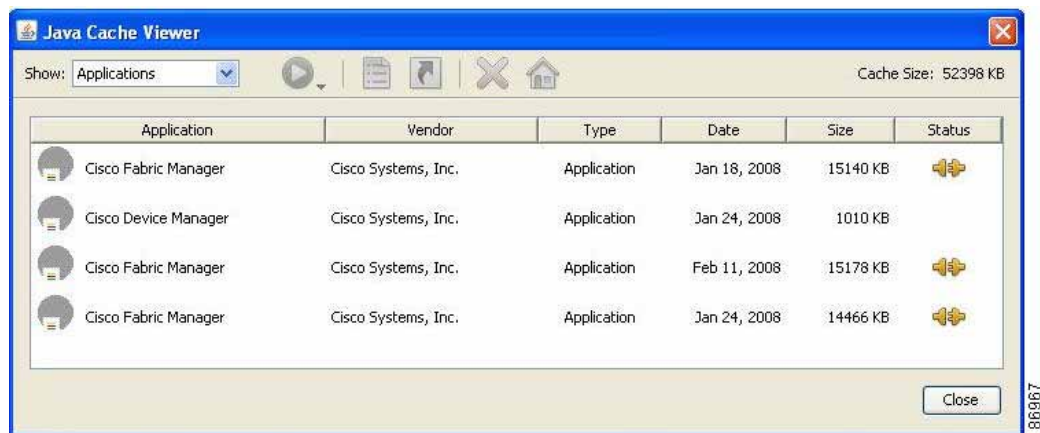 Java Cache Viewer
Show: Applications Cache Size: 52398 KB
Application Vendor Type Date Size Status
Cisco Fabric Manager Cisco Systems, Inc. Application Jan 18, 2008 15140 KB
Cisco Device Manager Cisco Systems, Inc. Application Jan 24, 2008 1010 KB
Cisco Fabric Manager Cisco Systems, Inc. Application Feb 11, 2008 15178 KB
Cisco Fabric Manager Cisco Systems, Inc. Application Jan 24, 2008 14466 KB
Close
86967